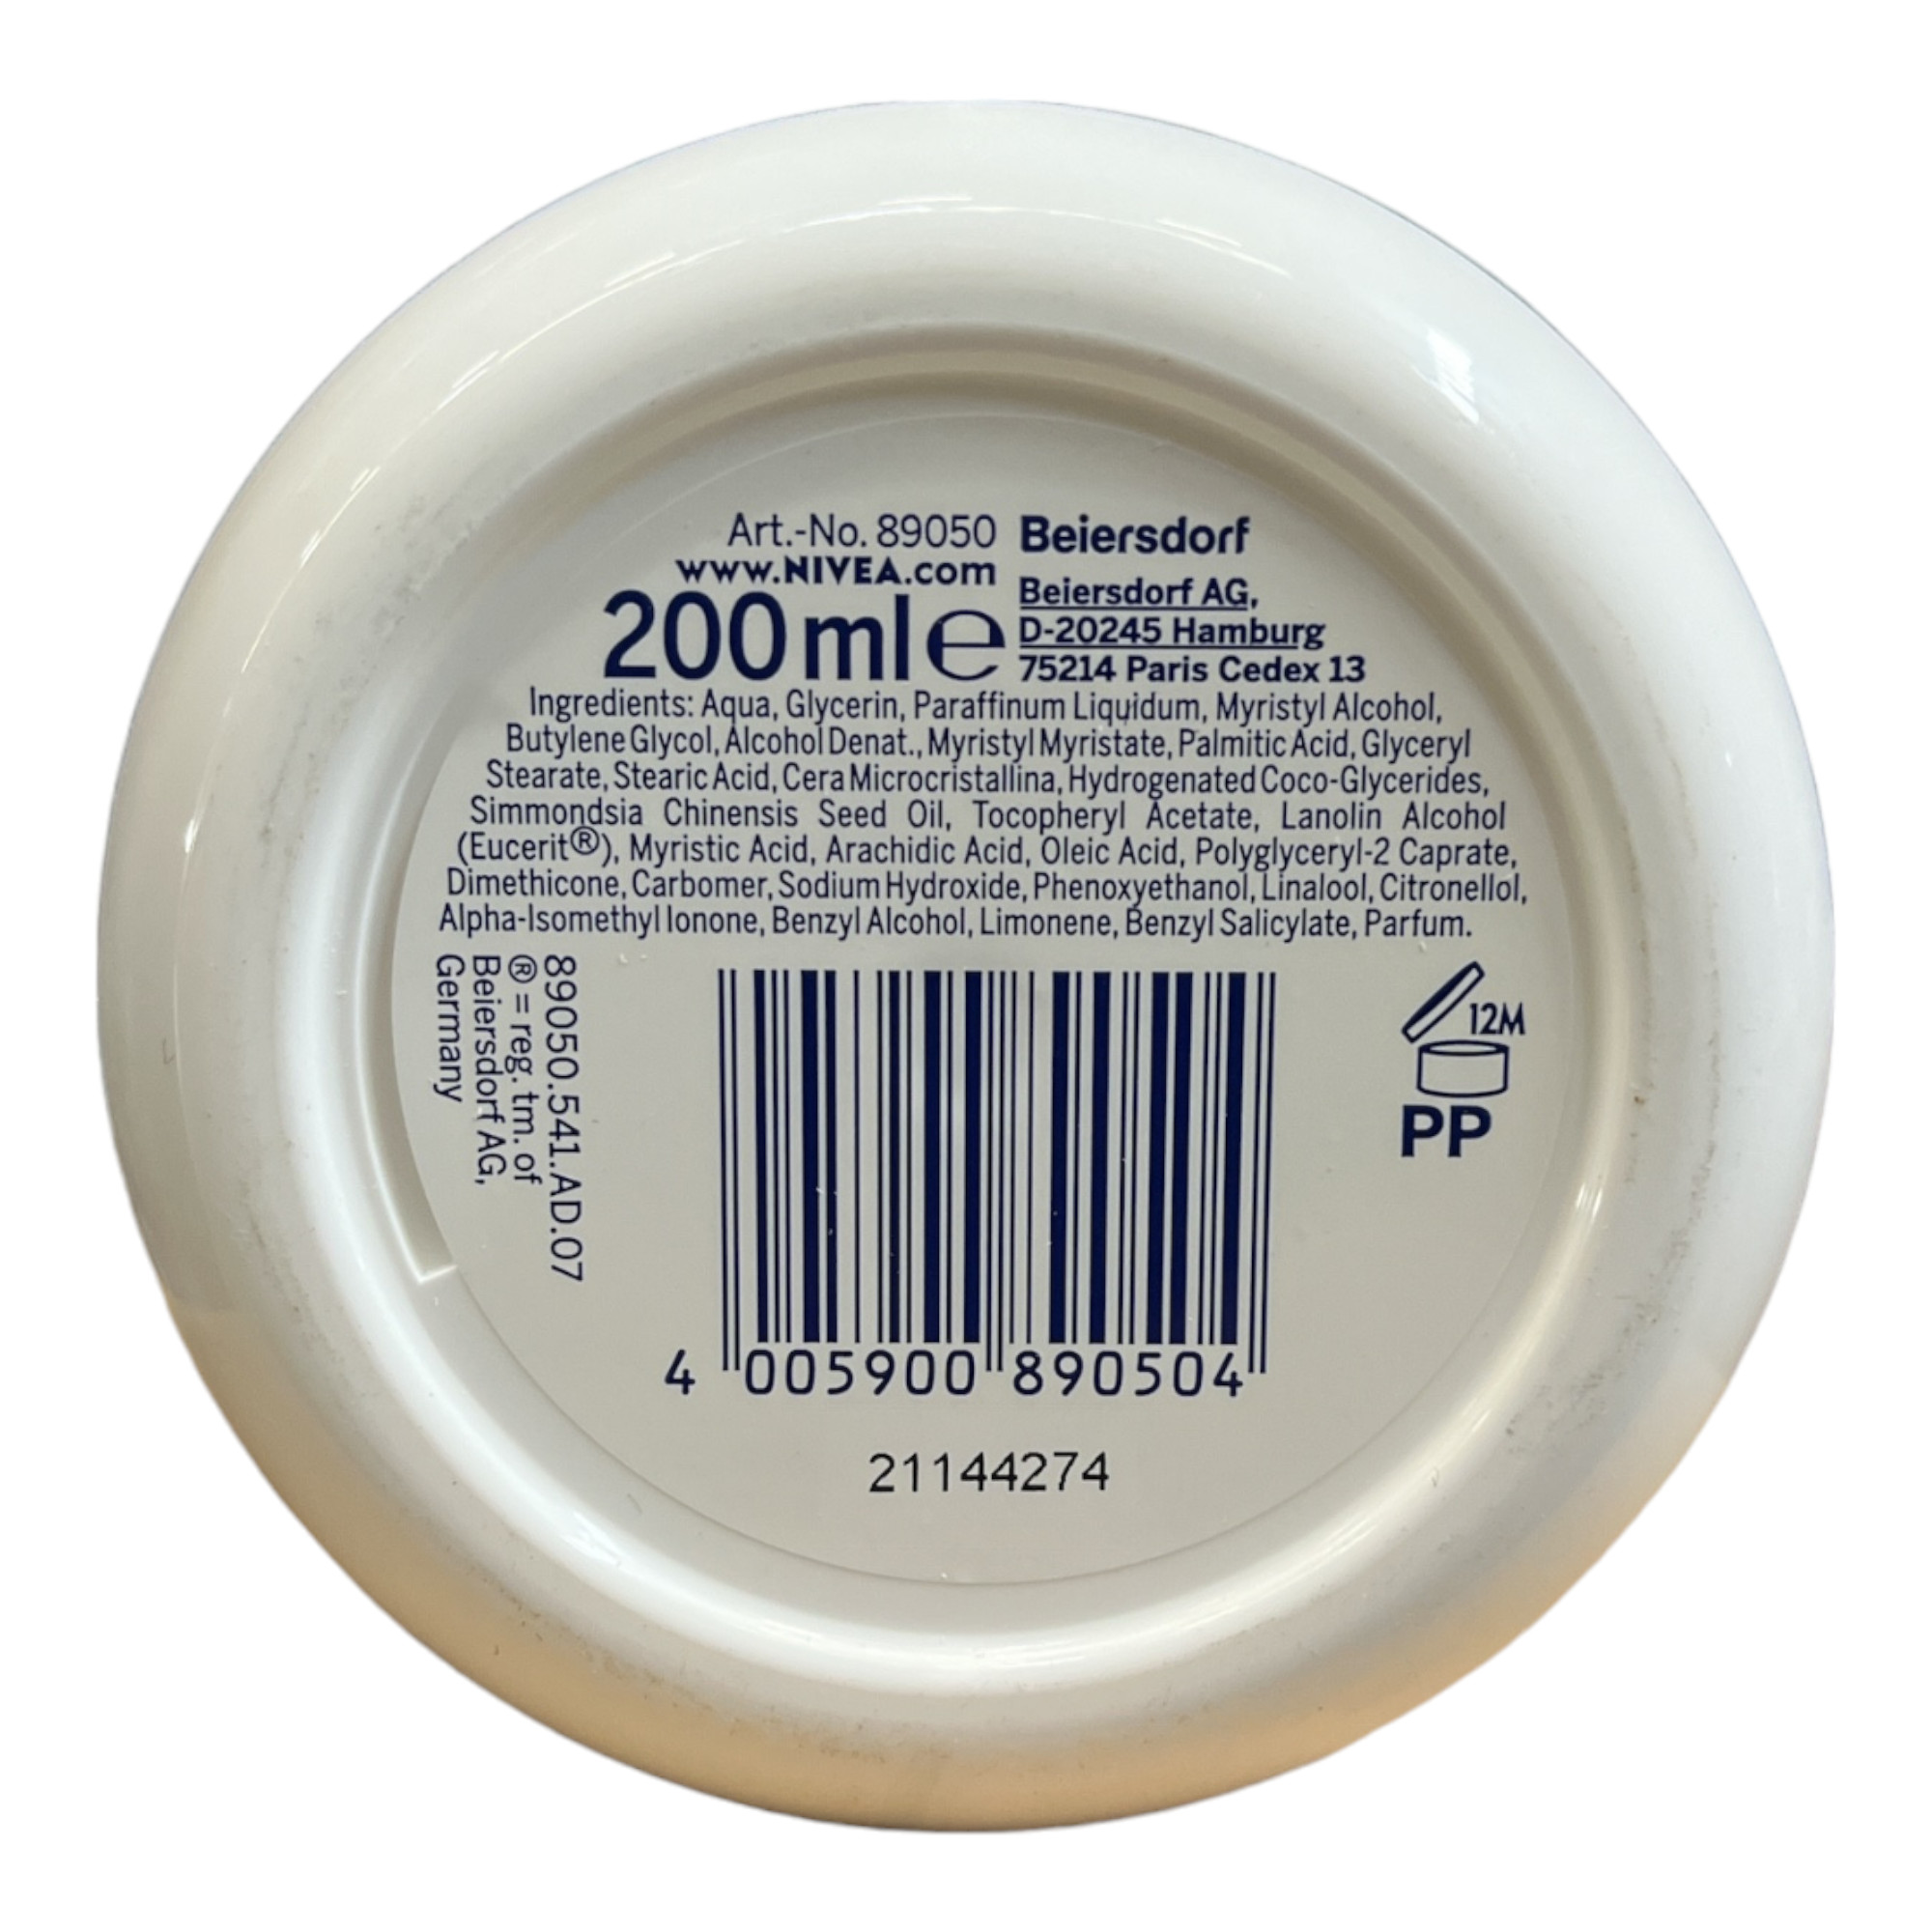 Art.-No. 89050
www.NIVEA.com
200 ml e
Beiersdorf
Beiersdorf AG,
D-20245 Hamburg
75214 Paris Cedex 13
Ingredients: Aqua, Glycerin, Paraffinum Liquidum, Myristyl Alcohol,
Butylene Glycol, Alcohol Denat., Myristyl Myristate, Palmitic Acid, Glyceryl
Stearate, Stearic Acid, Cera Microcristallina, Hydrogenated Coco-Glycerides,
Simmondsia Chinensis Seed Oil, Tocopheryl Acetate, Lanolin Alcohol
(Eucerit®), Myristic Acid, Arachidic Acid, Oleic Acid, Polyglyceryl-2 Caprate,
Dimethicone, Carbomer, Sodium Hydroxide, Phenoxyethanol, Linalool, Citronellol,
Alpha-Isomethyl Ionone, Benzyl Alcohol, Limonene, Benzyl Salicylate, Parfum.
89050.541.AD.07
® = reg. tm. of
Beiersdorf AG,
Germany
12M
PP
4 005900 890504
21144274